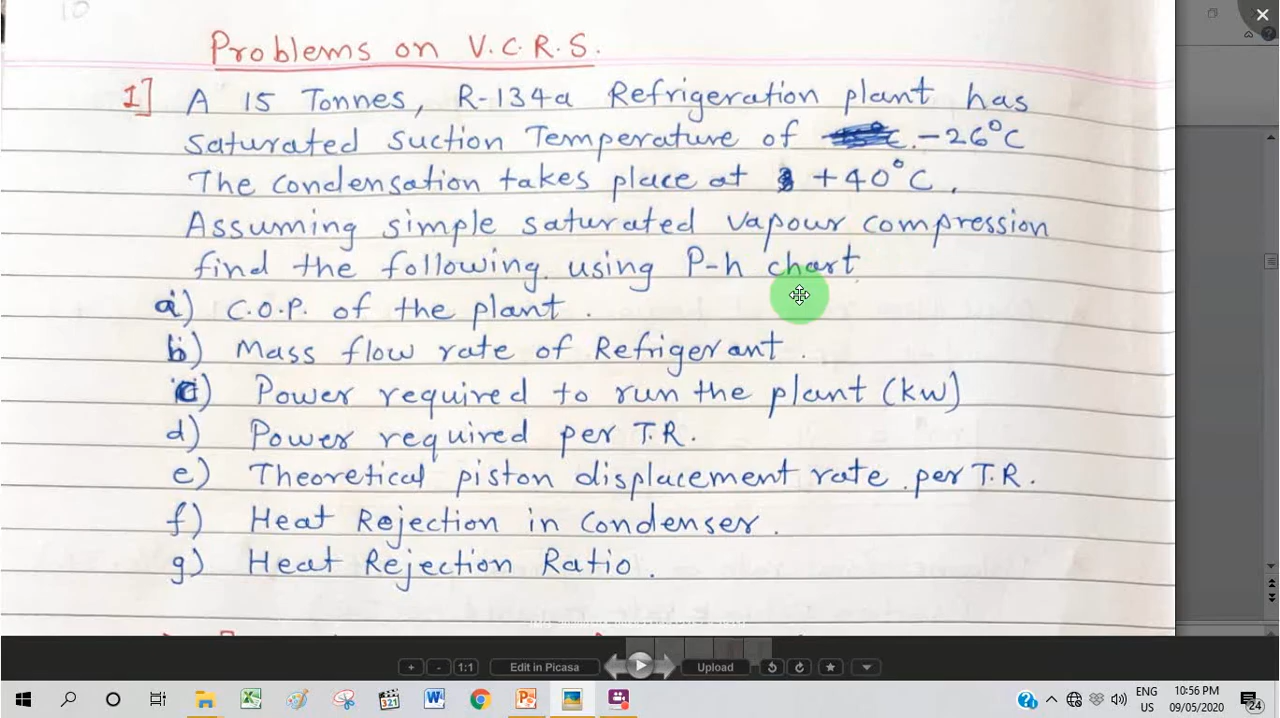 10
Problems on V.C.R.S.
1] A 15 Tonnes, R-134a Refrigeration plant has
saturated suction Temperature of -26°C
The condensation takes place at +40°C.
Assuming simple saturated vapour compression
find the following using P-h chart
a) C.O.P. of the plant.
b) Mass flow rate of Refrigerant.
c) Power required to run the plant (kw)
d) Power required per T.R.
e) Theoretical piston displacement rate per T.R.
f) Heat Rejection in Condenser.
g) Heat Rejection Ratio.
+ - 1:1 Edit in Picasa Upload
ENG 10:56 PM
US 09/05/2020 24